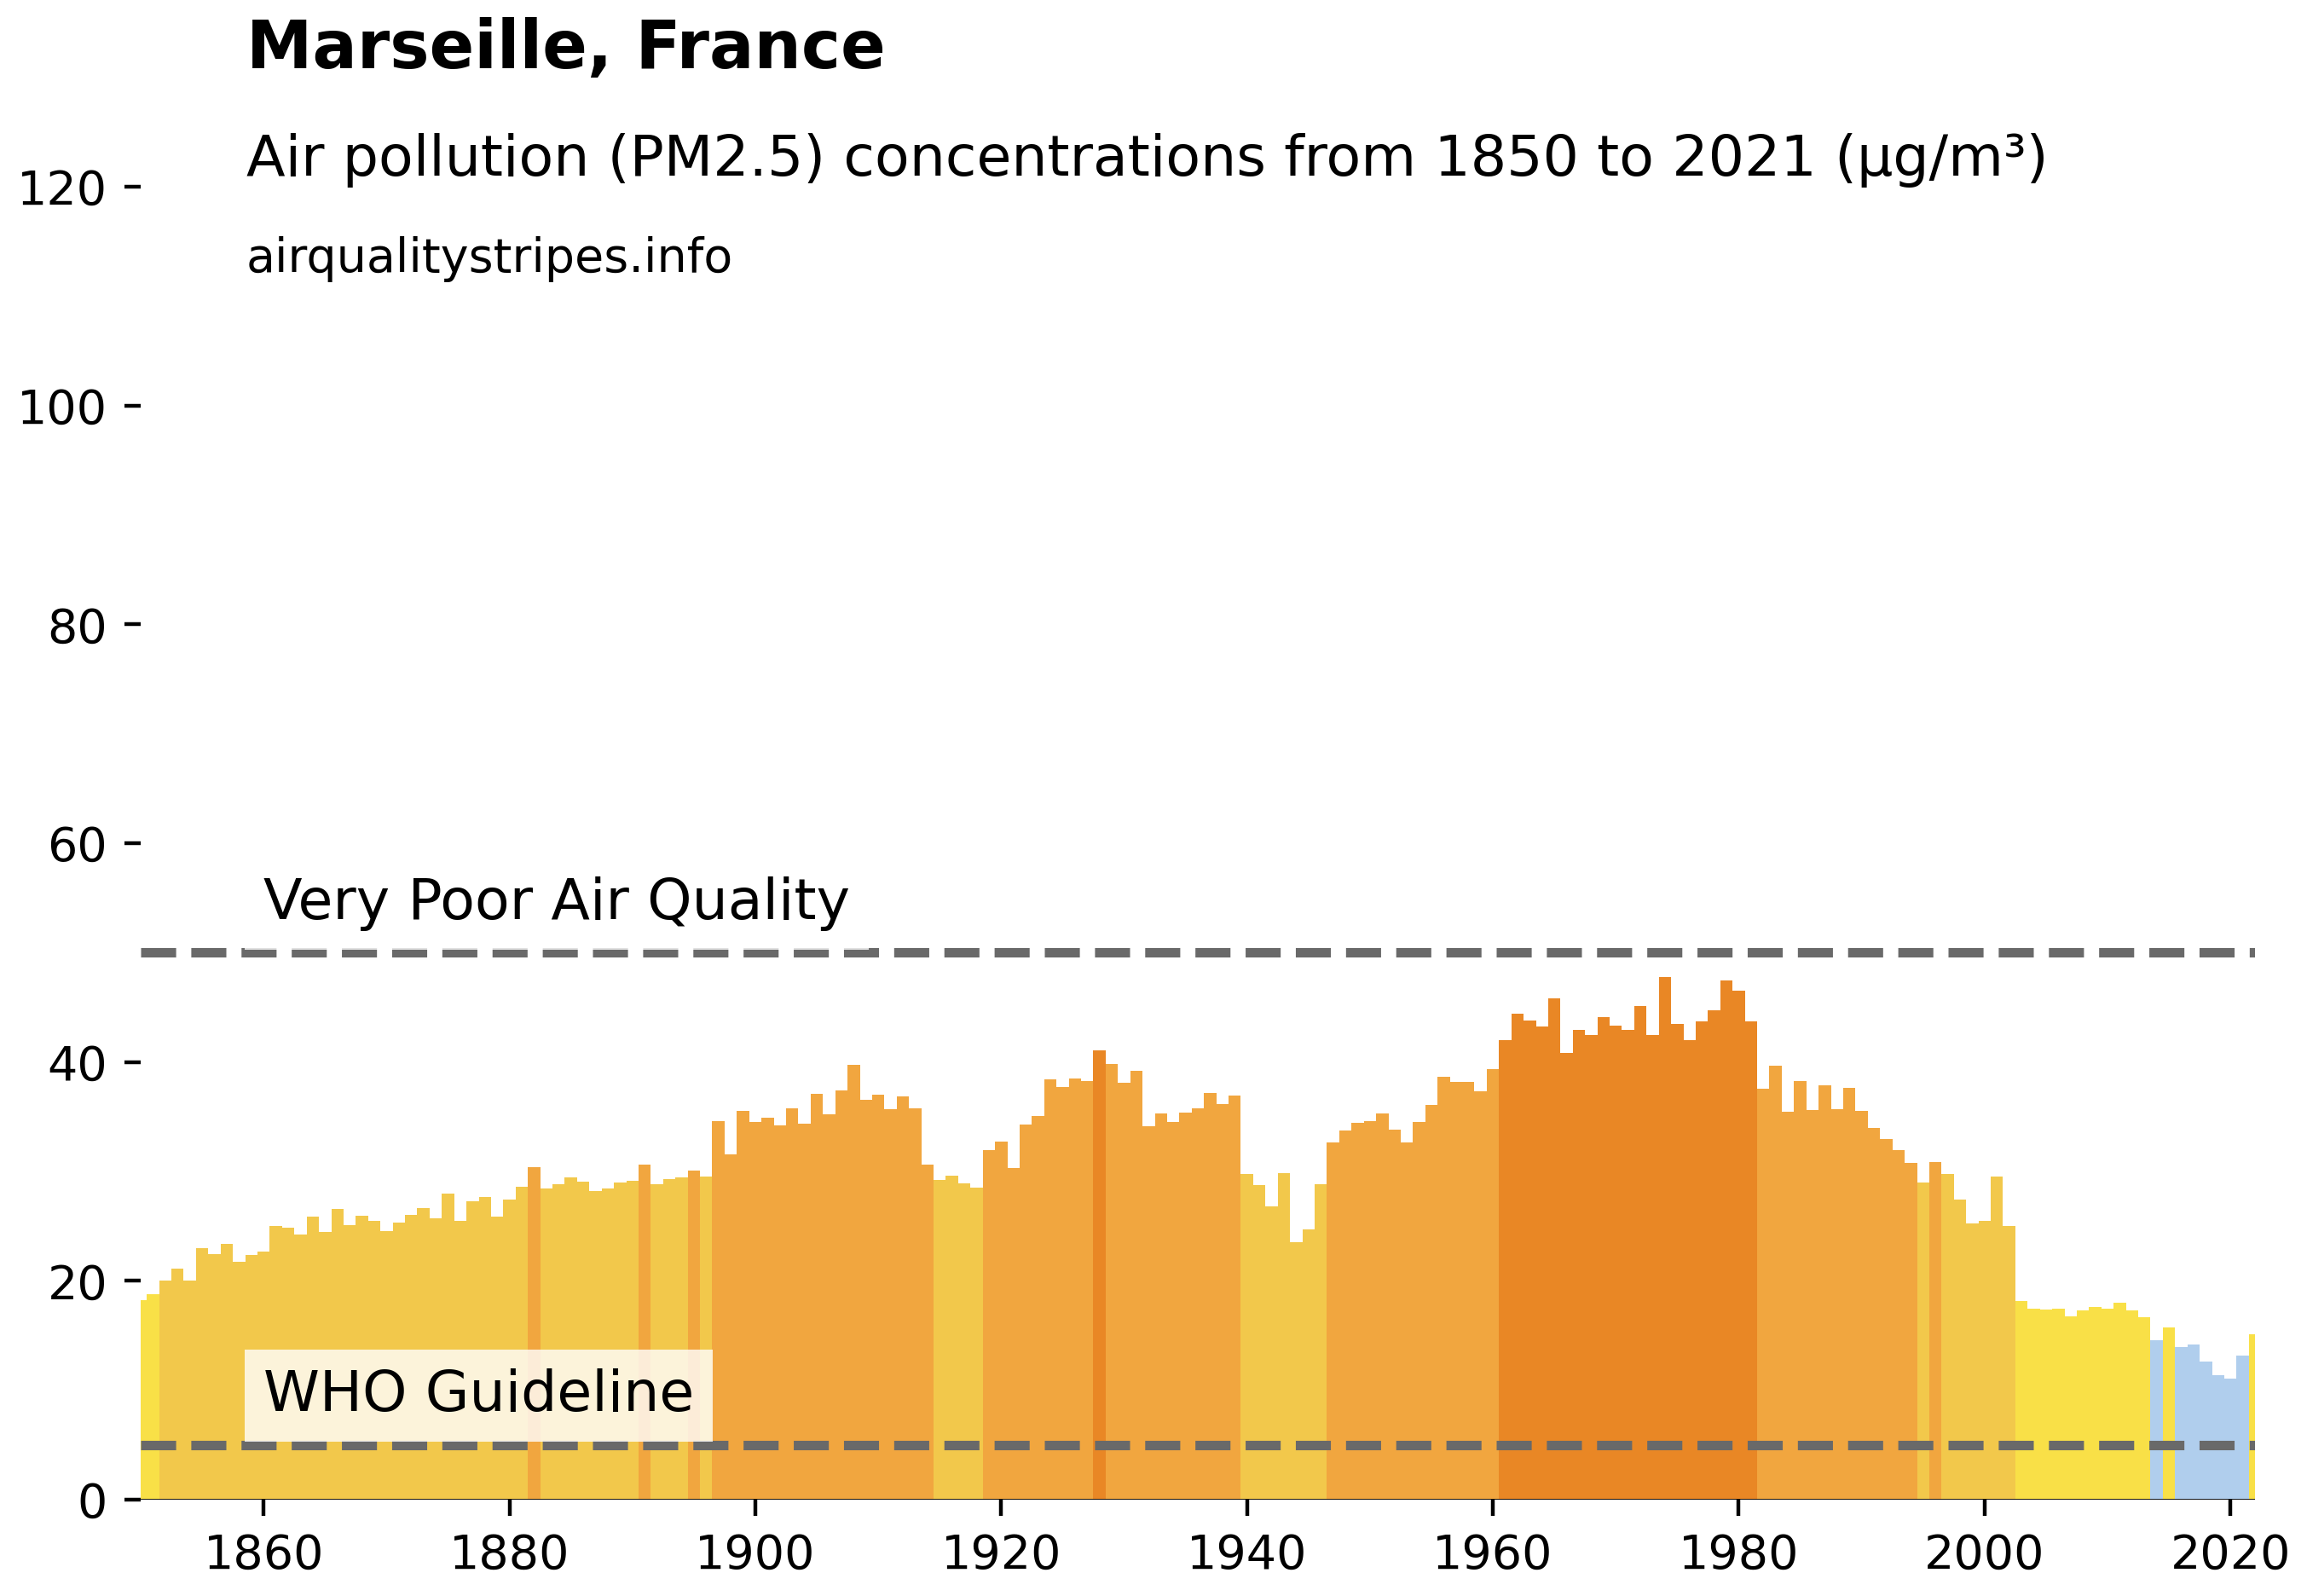 Marseille, France
Air pollution (PM2.5) concentrations from 1850 to 2021 (µg/m³)
120
airqualitystripes.info
100
80
60
Very Poor Air Quality
40
20
WHO Guideline
0
1860 1880 1900 1920 1940 1960 1980 2000 2020